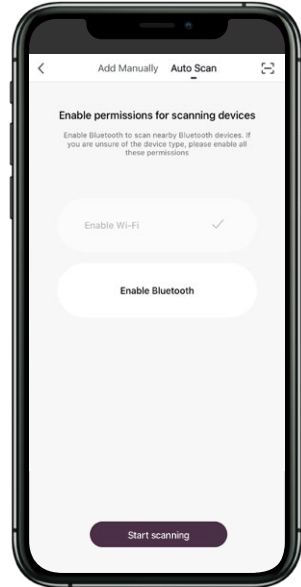 Add Manually Auto Scan
Enable permissions for scanning devices
Enable Bluetooth to scan nearby Bluetooth devices. If
you are unsure of the device type, please enable all
these permissions
Enable Wi-Fi
Enable Bluetooth
Start scanning